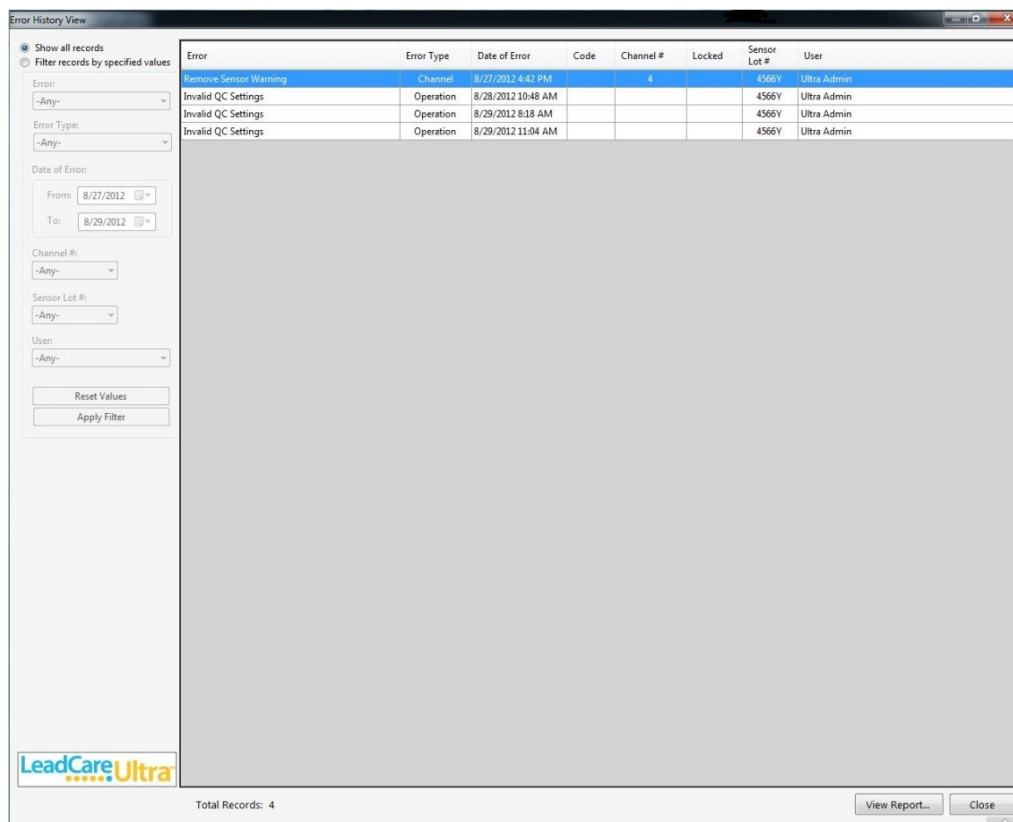 Error History View
Show all records
Filter records by specified values
Error:
-Any-
Error Type:
-Any-
Date of Error:
From: 8/27/2012
To: 8/29/2012
Channel #:
-Any-
Sensor Lot #:
-Any-
User:
-Any-
Reset Values
Apply Filter
LeadCare Ultra
Error Error Type Date of Error Code Channel # Locked Sensor Lot # User
Remove Sensor Warning Channel 8/27/2012 4:42 PM 4 4566Y Ultra Admin
Invalid QC Settings Operation 8/28/2012 10:48 AM 4566Y Ultra Admin
Invalid QC Settings Operation 8/29/2012 8:18 AM 4566Y Ultra Admin
Invalid QC Settings Operation 8/29/2012 11:04 AM 4566Y Ultra Admin
Total Records: 4
View Report... Close